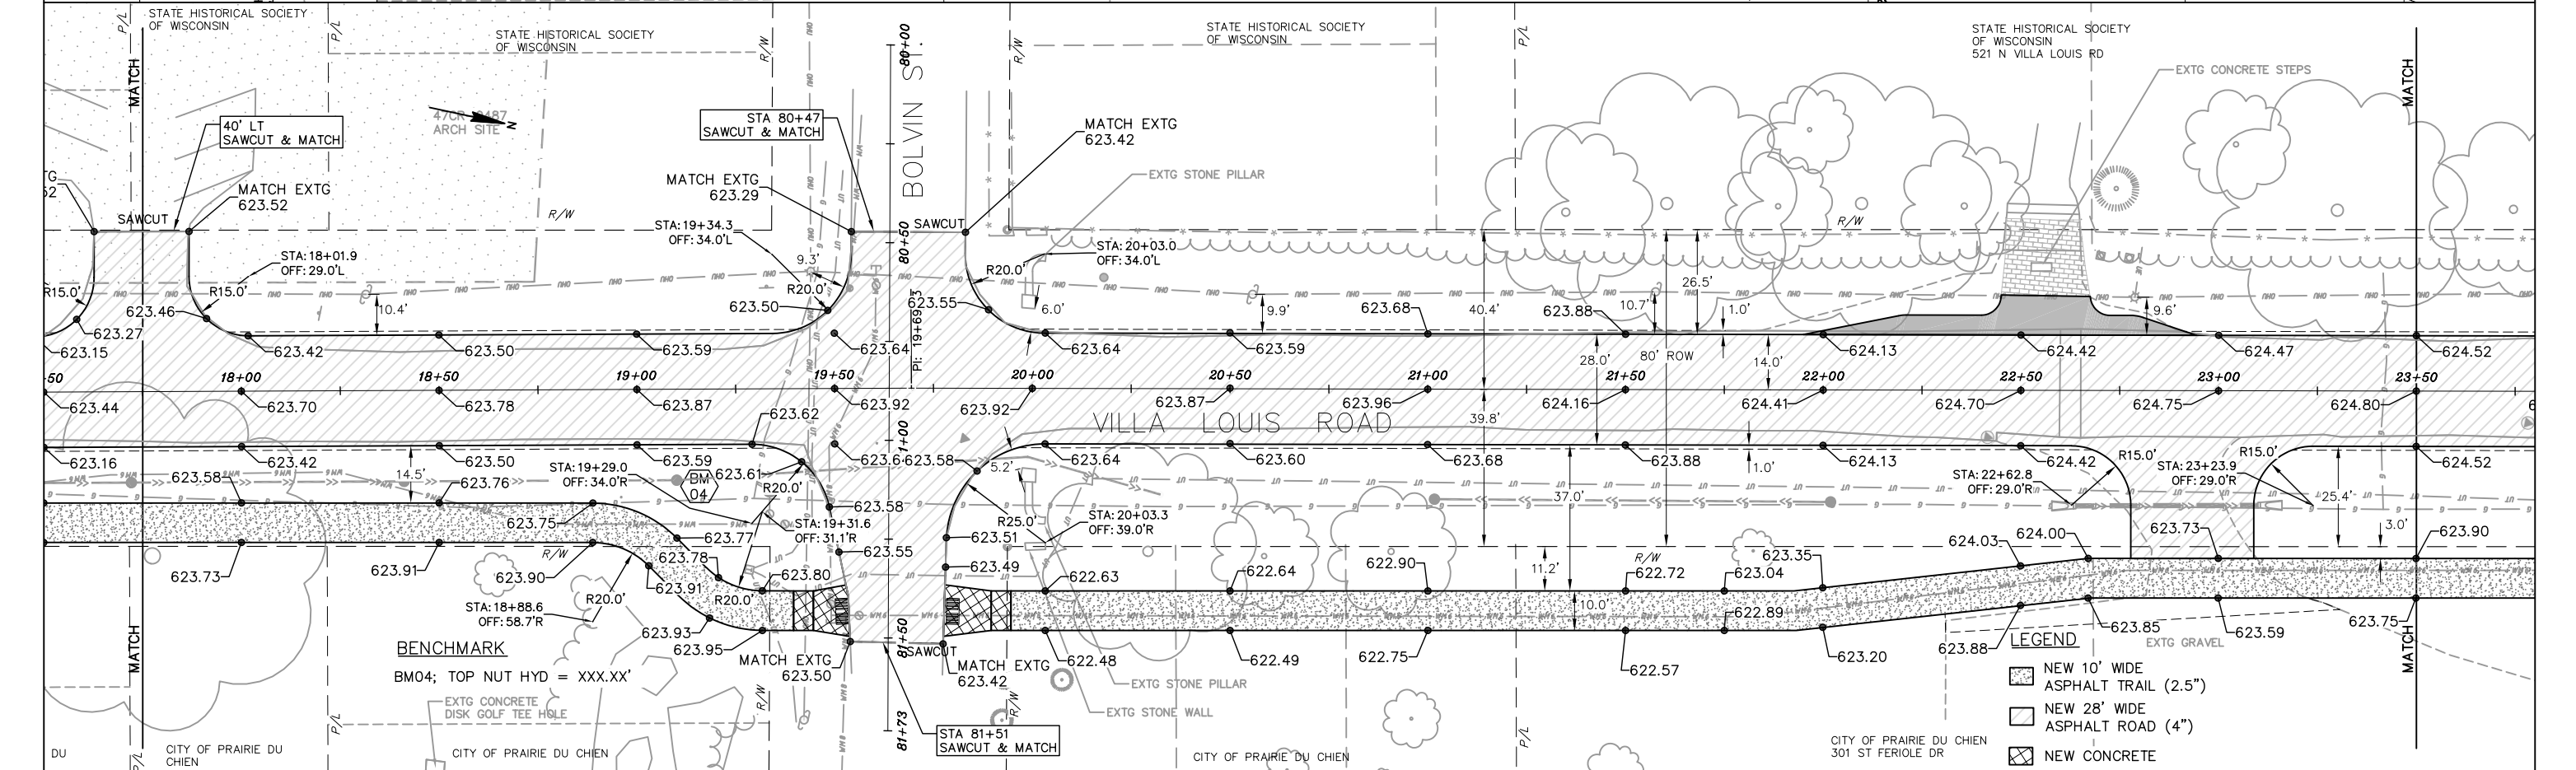 STATE HISTORICAL SOCIETY
OF WISCONSIN
STATE HISTORICAL SOCIETY
OF WISCONSIN
STATE HISTORICAL SOCIETY
OF WISCONSIN
STATE HISTORICAL SOCIETY
OF WISCONSIN
521 N VILLA LOUIS RD
P/L
P/L
R/W
R/W
P/L
MATCH
MATCH
80+00
BOLVIN ST.
EXTG CONCRETE STEPS
ARCH SITE
N
40' LT
SAWCUT & MATCH
STA 80+47
SAWCUT & MATCH
MATCH EXTG
623.42
EXTG STONE PILLAR
MATCH EXTG
623.52
MATCH EXTG
623.29
SAWCUT
SAWCUT
R/W
R/W
STA:19+34.3
OFF:34.0'L
80+50
STA:20+03.0
OFF:34.0'L
STA:18+01.9
OFF:29.0'L
9.3'
R20.0'
R20.0'
R15.0'
R15.0'
10.4'
6.0'
9.9'
40.4'
26.5'
10.7'
1.0'
9.6'
623.46
623.27
623.15
623.42
623.50
623.59
623.50
623.55
623.64
623.64
623.59
623.68
623.88
624.13
624.42
624.47
624.52
PI: 19+69.3
28.0'
80' ROW
14.0'
18+00
18+50
19+00
19+50
20+00
20+50
21+00
21+50
22+00
22+50
23+00
23+50
623.44
623.70
623.78
623.87
623.92
623.92
623.87
623.96
624.16
624.41
624.70
624.75
624.80
VILLA LOUIS ROAD
39.8'
1.0'
623.62
623.16
623.42
623.50
623.59
623.61
623.58
623.64
623.60
623.68
623.88
624.13
624.42
624.52
14.5'
623.58
623.76
STA:19+29.0
OFF:34.0'R
BM
04
R20.0'
5.2'
37.0'
R15.0'
R15.0'
STA:22+62.8
OFF:29.0'R
STA:23+23.9
OFF:29.0'R
25.4'
3.0'
623.75
623.77
623.58
STA:19+31.6
OFF:31.1'R
R25.0'
623.51
STA:20+03.3
OFF:39.0'R
623.55
623.49
623.78
623.80
R/W
R/W
623.73
623.91
623.90
623.91
R20.0'
R20.0'
STA:18+88.6
OFF:58.7'R
623.93
623.95
622.63
622.64
622.90
11.2'
10.0'
622.72
623.04
623.35
622.89
624.03
624.00
623.73
623.90
622.48
622.49
622.75
622.57
623.20
623.88
623.85
623.59
623.75
81+50
SAWCUT
MATCH EXTG
623.50
MATCH EXTG
623.42
BENCHMARK
BM04; TOP NUT HYD = XXX.XX'
EXTG CONCRETE
DISK GOLF TEE HOLE
EXTG STONE PILLAR
EXTG STONE WALL
EXTG GRAVEL
LEGEND
NEW 10' WIDE
ASPHALT TRAIL (2.5")
NEW 28' WIDE
ASPHALT ROAD (4")
NEW CONCRETE
MATCH
MATCH
P/L
P/L
R/W
R/W
P/L
81+73
STA 81+51
SAWCUT & MATCH
DU
CITY OF PRAIRIE DU
CHIEN
CITY OF PRAIRIE DU CHIEN
CITY OF PRAIRIE DU CHIEN
CITY OF PRAIRIE DU CHIEN
301 ST FERIOLE DR